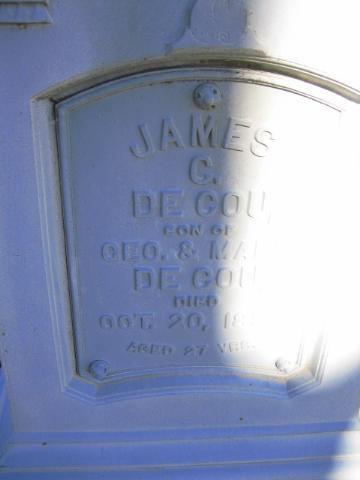 JAMES
C.
DE COU,
SON OF
GEO. &
DE COU
DIED
OCT. 20,
AGED 27 YRS.